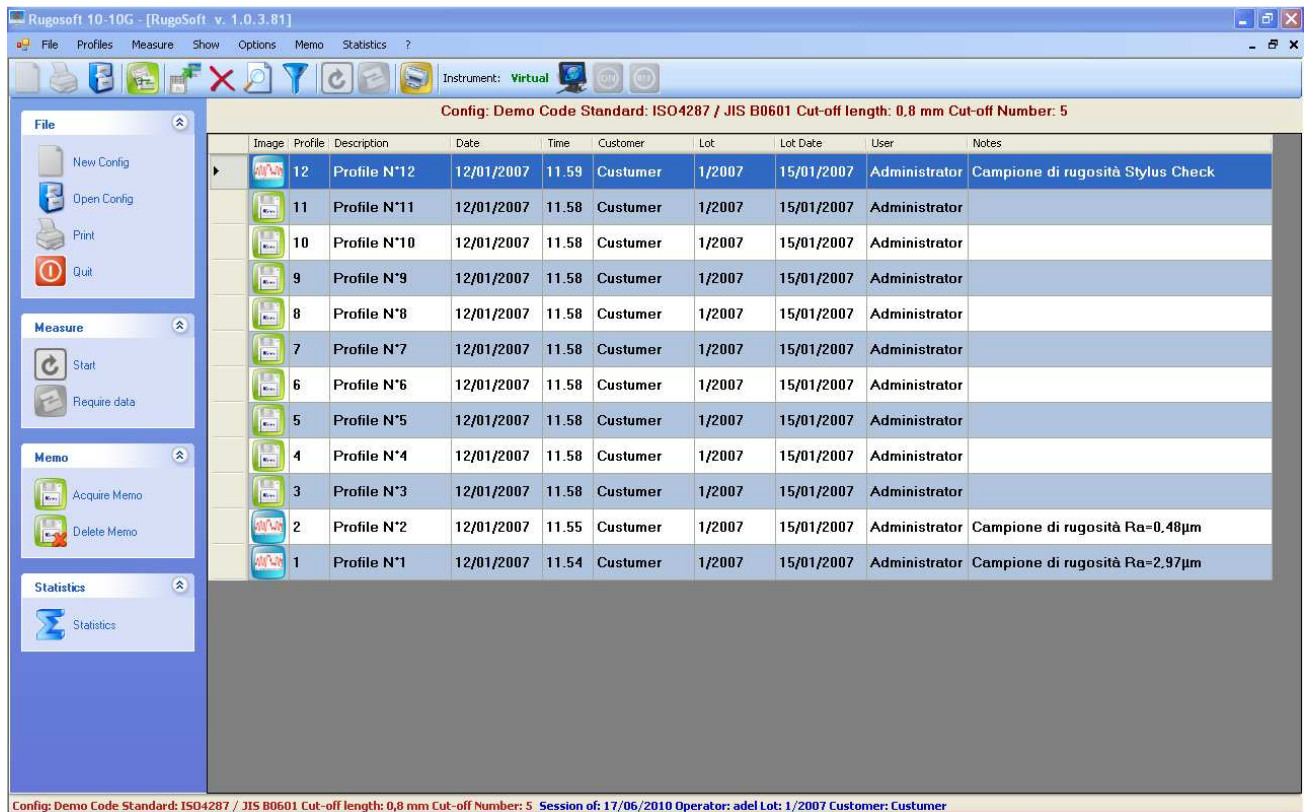 Rugosoft 10-10G - [RugoSoft v. 1.0.3.81]
File Profiles Measure Show Options Memo Statistics ?
Instrument: Virtual
Config: Demo Code Standard: ISO4287 / JIS B0601 Cut-off length: 0,8 mm Cut-off Number: 5
File
New Config
Open Config
Print
Quit
Measure
Start
Require data
Memo
Acquire Memo
Delete Memo
Statistics
Statistics
Image Profile Description Date Time Customer Lot Lot Date User Notes
12 Profile N°12 12/01/2007 11.59 Custumer 1/2007 15/01/2007 Administrator Campione di rugosità Stylus Check
11 Profile N°11 12/01/2007 11.58 Custumer 1/2007 15/01/2007 Administrator
10 Profile N°10 12/01/2007 11.58 Custumer 1/2007 15/01/2007 Administrator
9 Profile N°9 12/01/2007 11.58 Custumer 1/2007 15/01/2007 Administrator
8 Profile N°8 12/01/2007 11.58 Custumer 1/2007 15/01/2007 Administrator
7 Profile N°7 12/01/2007 11.58 Custumer 1/2007 15/01/2007 Administrator
6 Profile N°6 12/01/2007 11.58 Custumer 1/2007 15/01/2007 Administrator
5 Profile N°5 12/01/2007 11.58 Custumer 1/2007 15/01/2007 Administrator
4 Profile N°4 12/01/2007 11.58 Custumer 1/2007 15/01/2007 Administrator
3 Profile N°3 12/01/2007 11.58 Custumer 1/2007 15/01/2007 Administrator
2 Profile N°2 12/01/2007 11.55 Custumer 1/2007 15/01/2007 Administrator Campione di rugosità Ra=0,48µm
1 Profile N°1 12/01/2007 11.54 Custumer 1/2007 15/01/2007 Administrator Campione di rugosità Ra=2,97µm
Config: Demo Code Standard: ISO4287 / JIS B0601 Cut-off length: 0,8 mm Cut-off Number: 5 Session of: 17/06/2010 Operator: adel Lot: 1/2007 Customer: Custumer